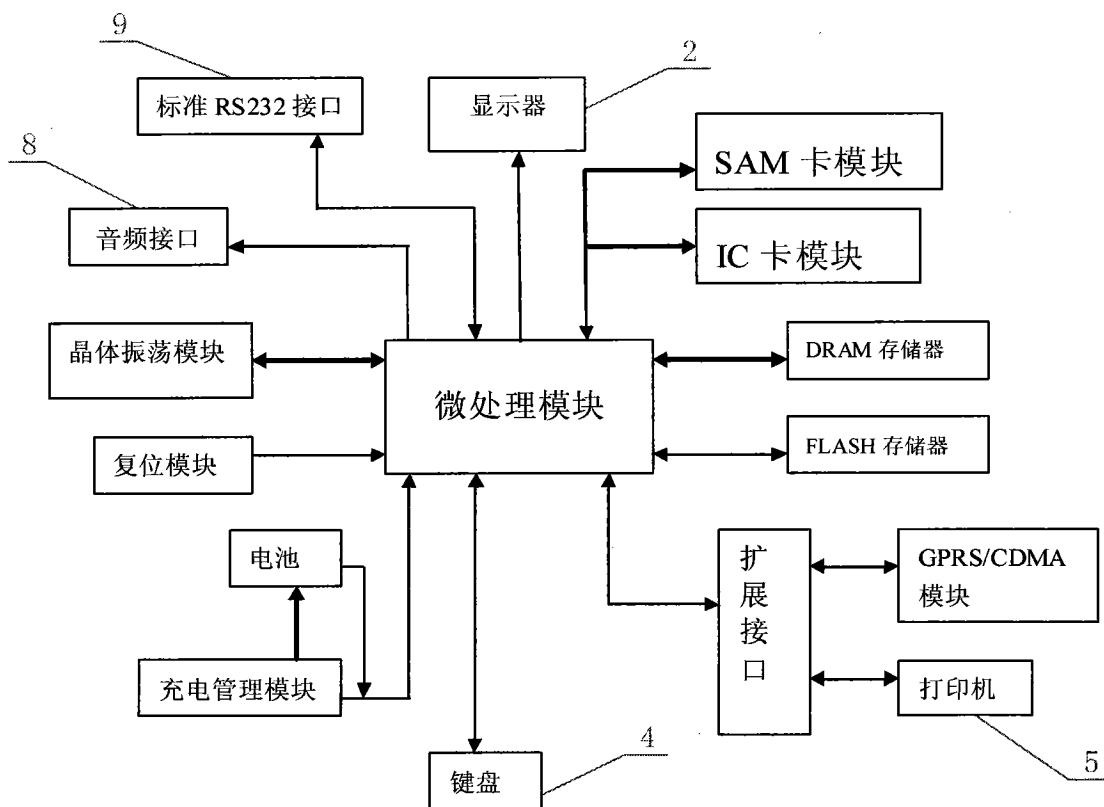 9
2
标准 RS232 接口
显示器
8
SAM 卡模块
音频接口
IC 卡模块
晶体振荡模块
DRAM 存储器
微处理模块
复位模块
FLASH 存储器
电池
扩展接口
GPRS/CDMA
模块
充电管理模块
打印机
4
键盘
5